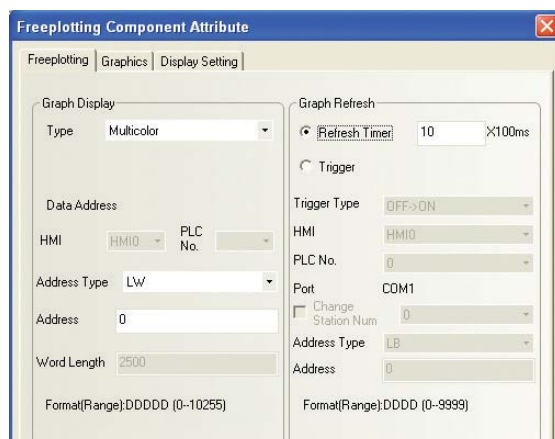 Freeplotting Component Attribute
Freeplotting Graphics Display Setting
Graph Display
Type Multicolor
Data Address
HMI HMI0 PLC No.
Address Type LW
Address 0
Word Length 2500
Format(Range):DDDDD (0--10255)
Graph Refresh
Refresh Timer 10 X100ms
Trigger
Trigger Type OFF->ON
HMI HMI0
PLC No. 0
Port COM1
Change Station Num 0
Address Type LB
Address 0
Format(Range):DDDD (0--9999)